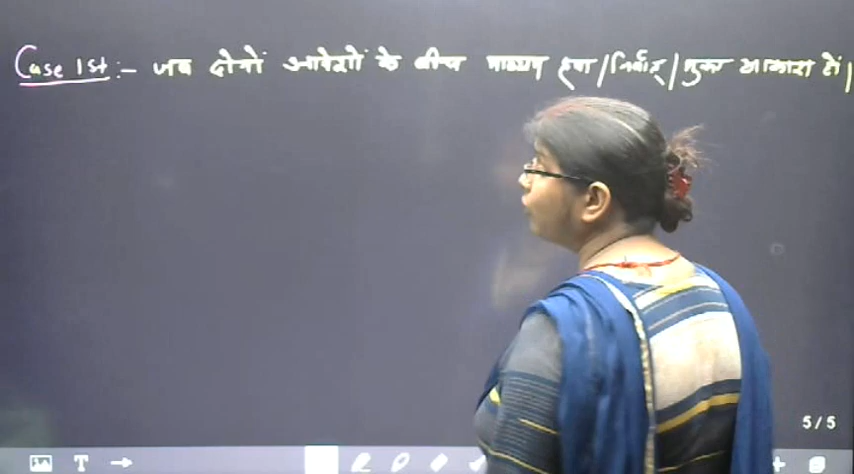 Case 1st :- जब दोनों आवेशों के बीच माध्यम हवा/निर्वात/मुक्त आकाश हो।
5/5
T